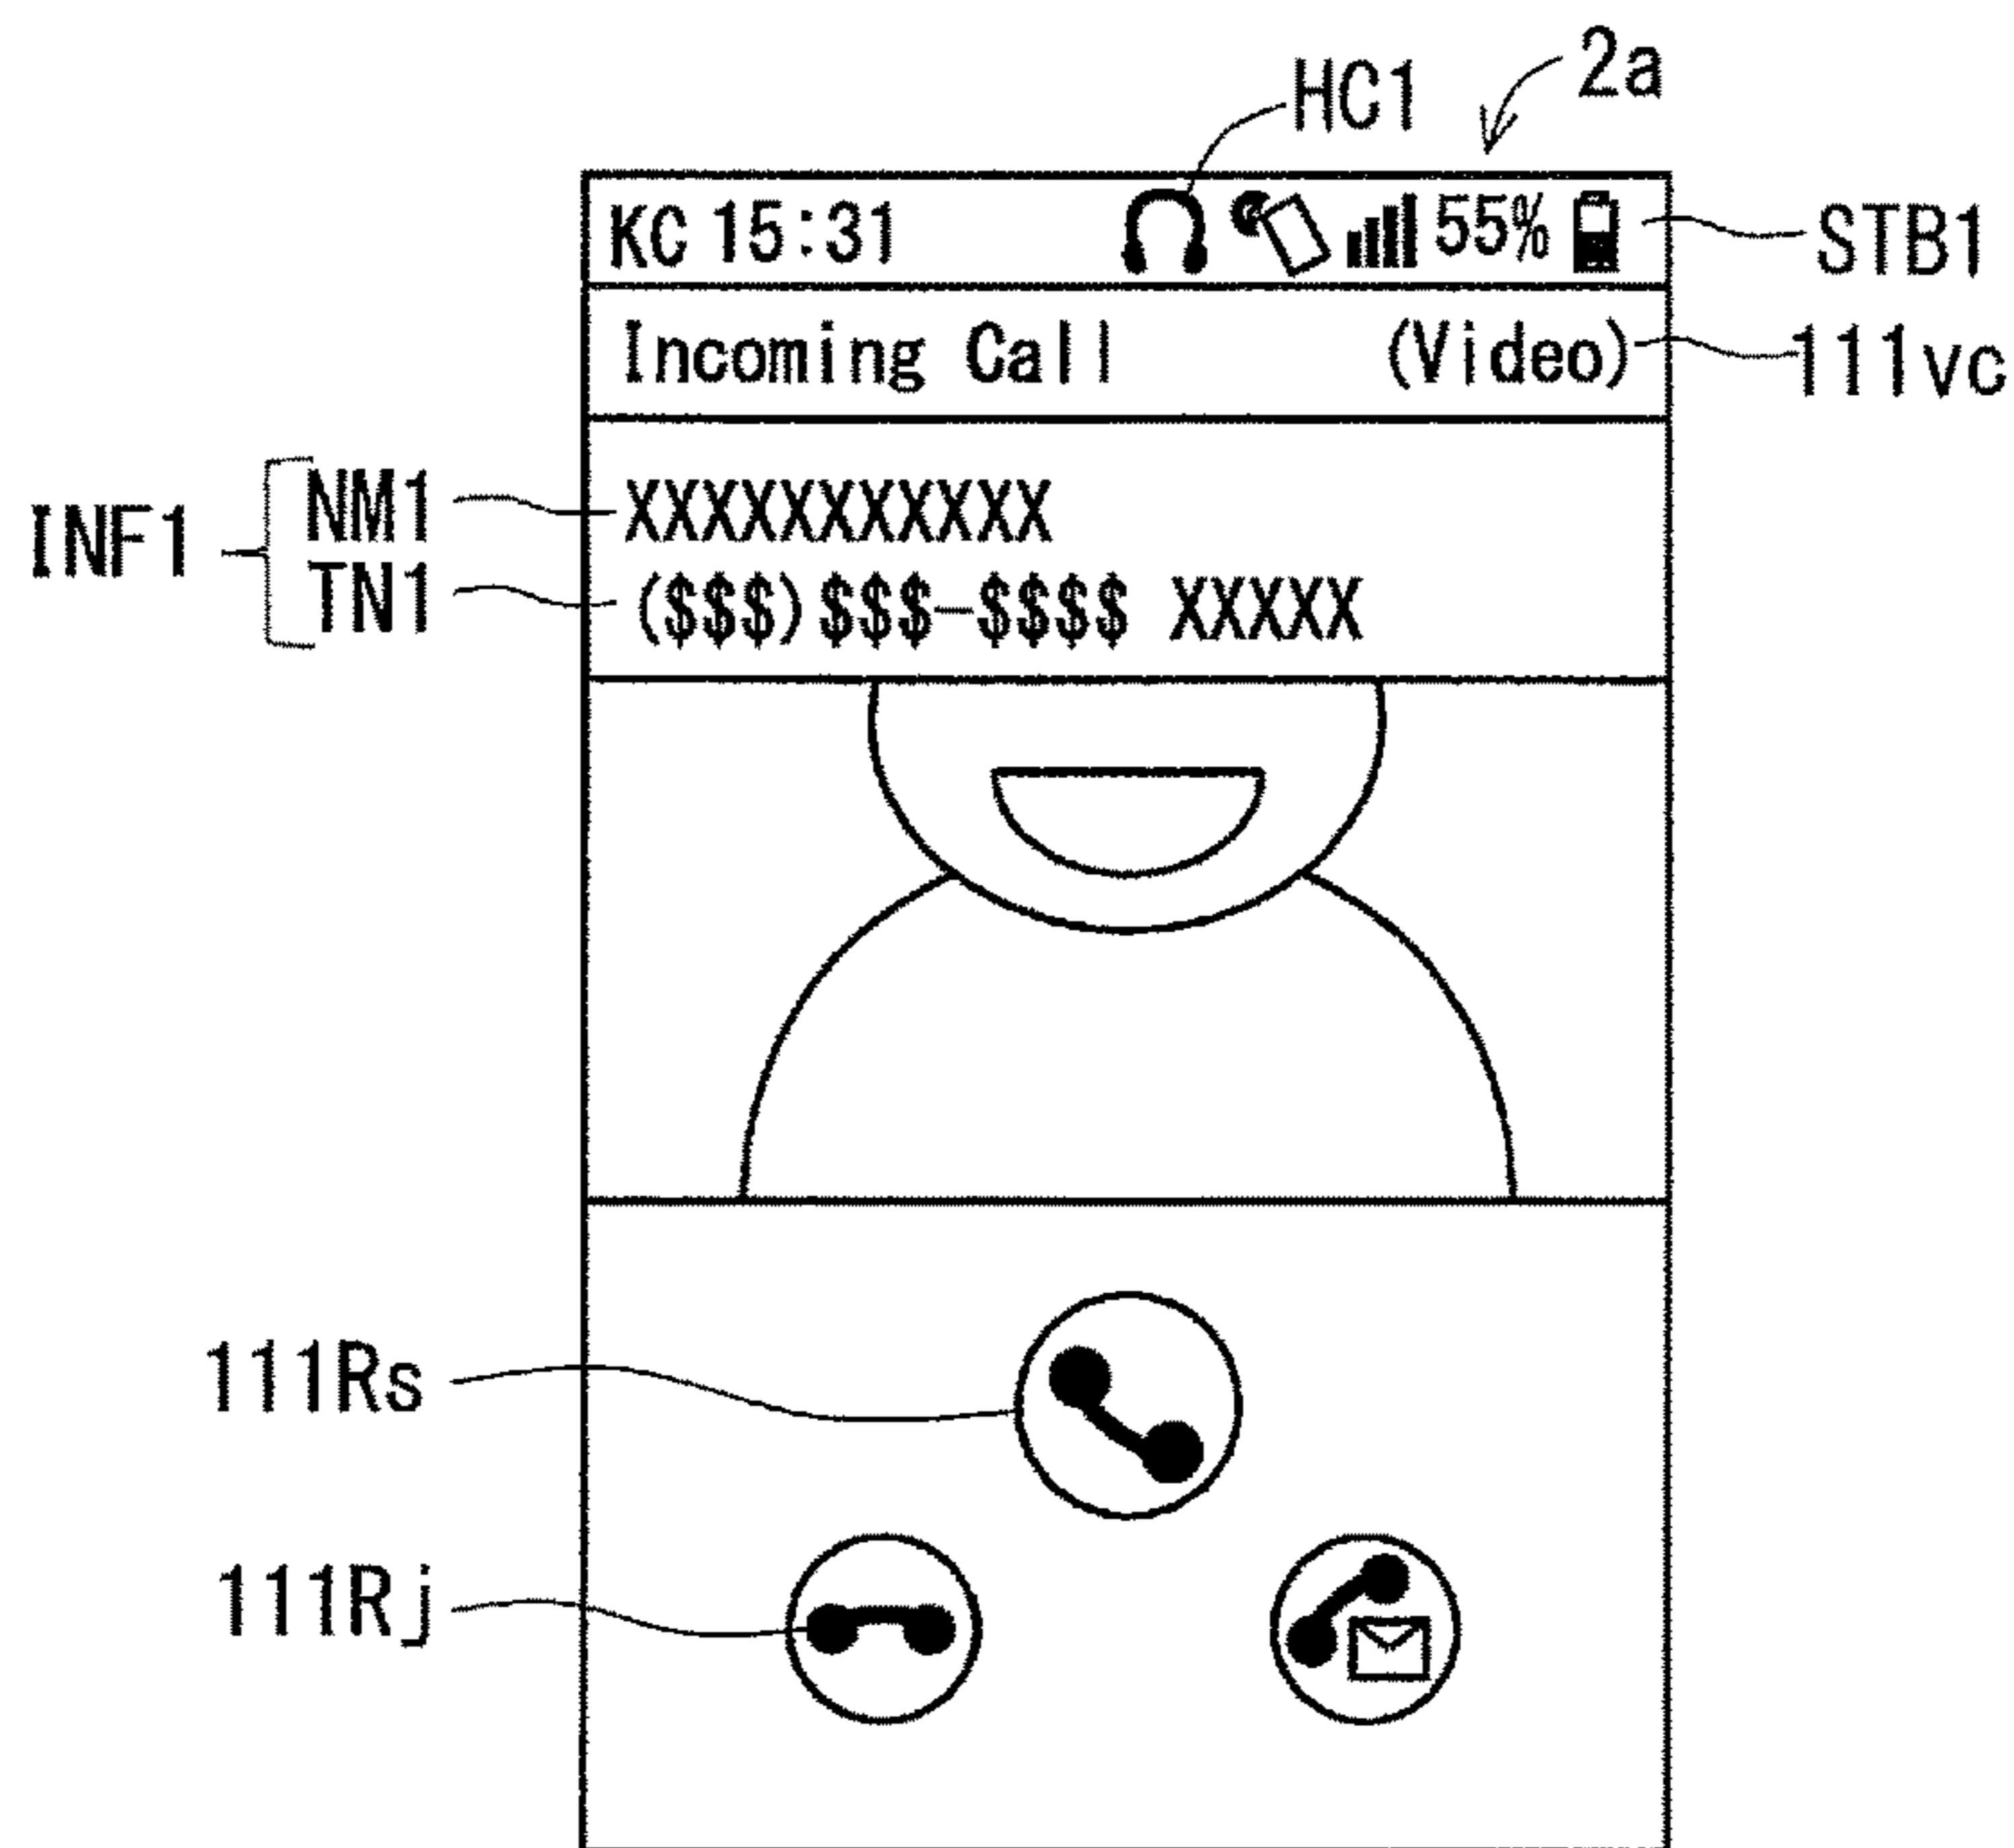 2a
HC1
KC 15:31 55%
STB1
Incoming Call (Video)
111vc
INF1
NM1
XXXXXXXXXXX
TN1
($$$)$$$-$$$$ XXXXX
111Rs
111Rj